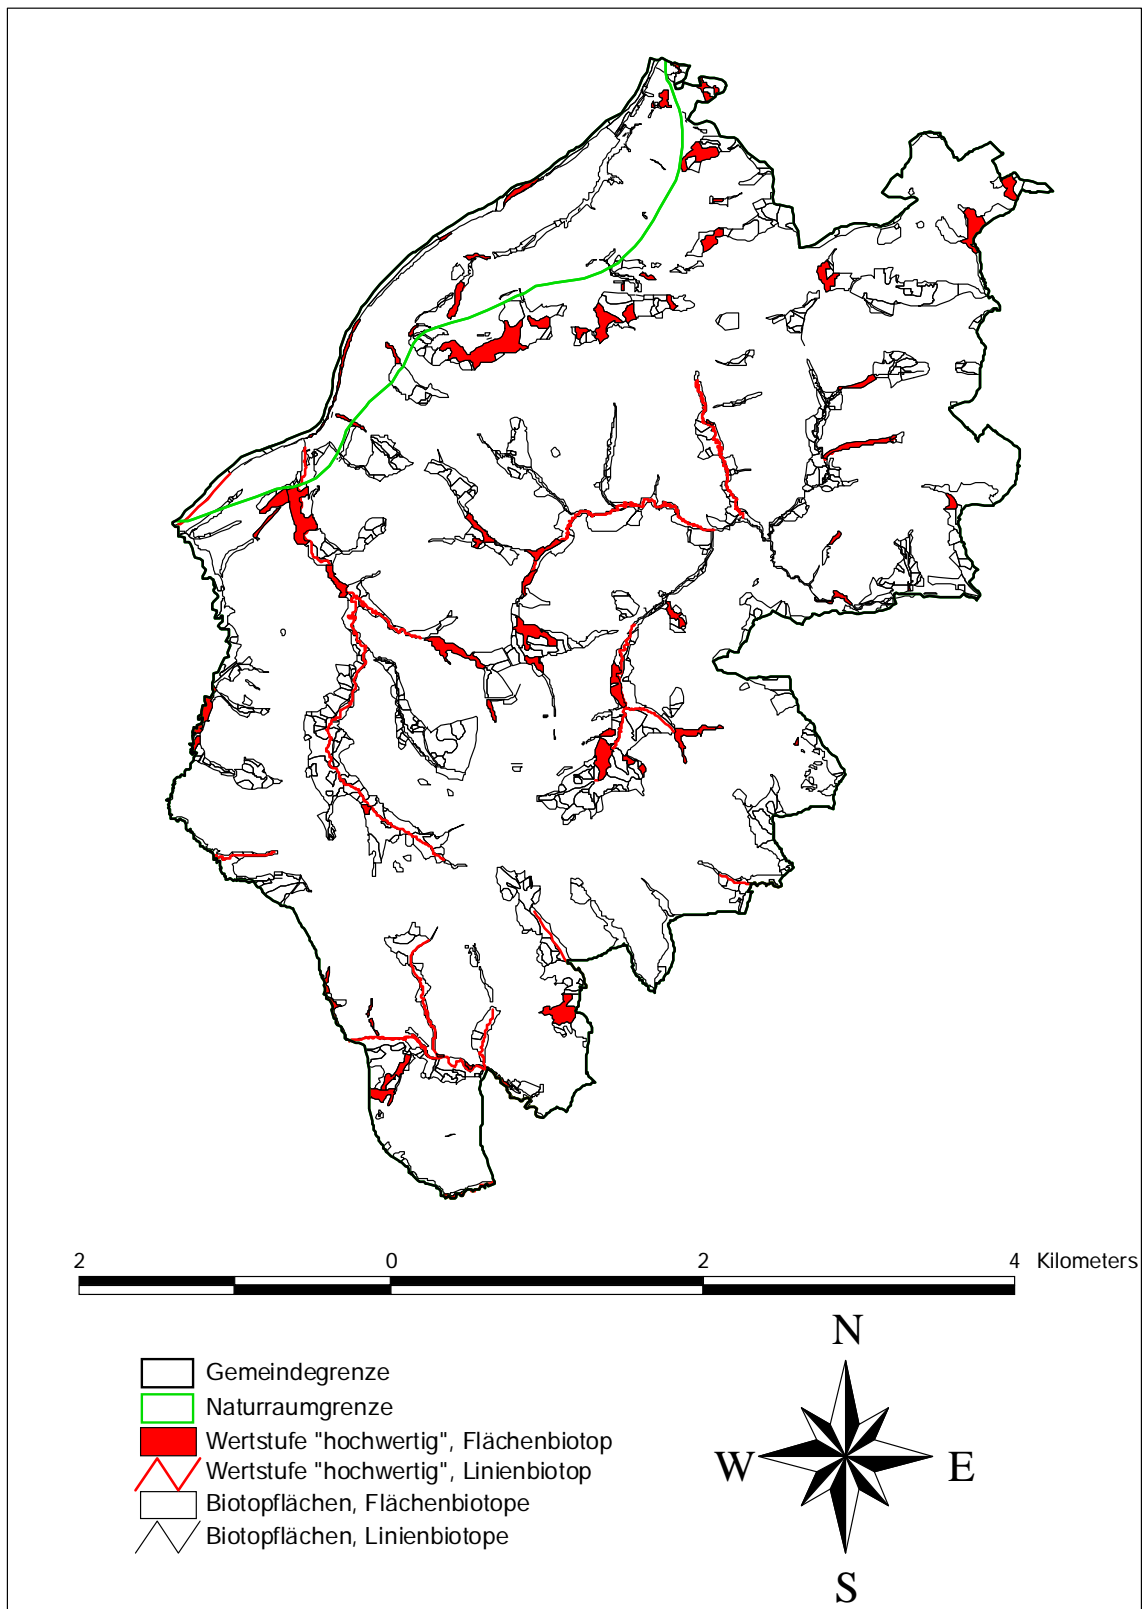 2 0 2 4 Kilometers
N
Gemeindegrenze
Naturraumgrenze
Wertstufe "hochwertig", Flächenbiotop
W E
Wertstufe "hochwertig", Linienbiotop
Biotopflächen, Flächenbiotope
Biotopflächen, Linienbiotope
S